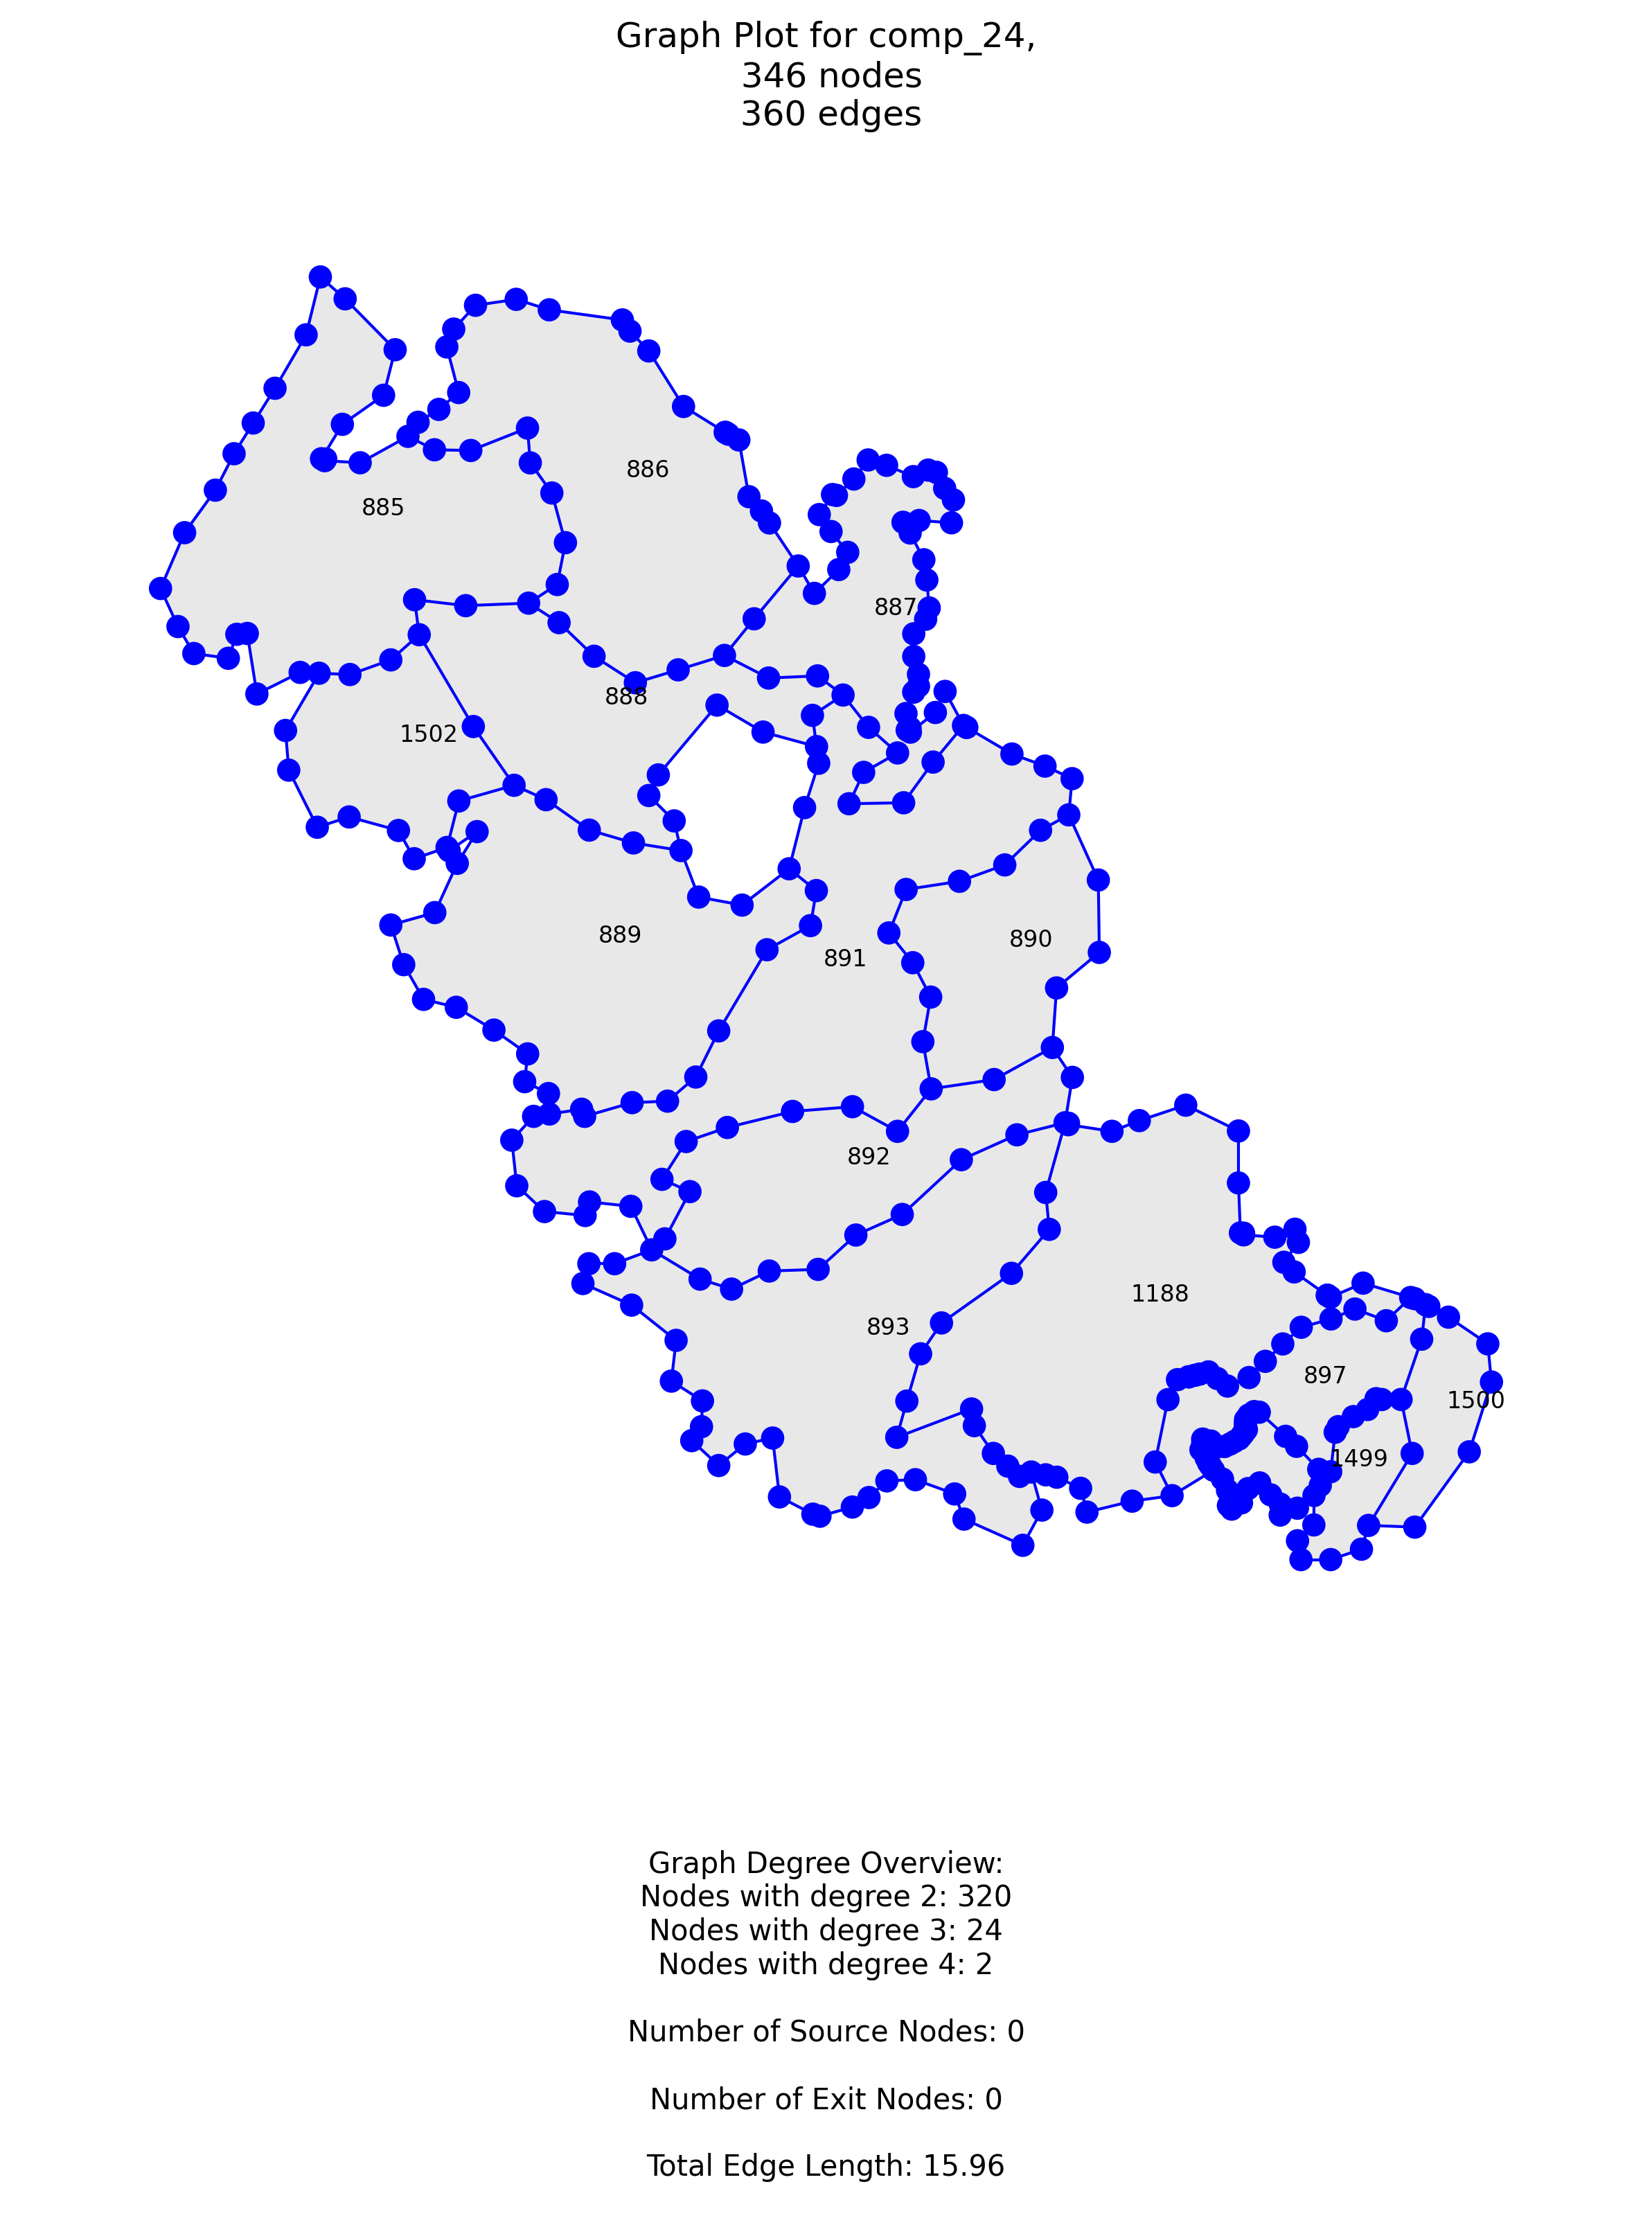 Graph Plot for comp_24,
346 nodes
360 edges
886
885
887
888
1502
889
890
891
892
1188
893
897
1500
1499
Graph Degree Overview:
Nodes with degree 2: 320
Nodes with degree 3: 24
Nodes with degree 4: 2
Number of Source Nodes: 0
Number of Exit Nodes: 0
Total Edge Length: 15.96